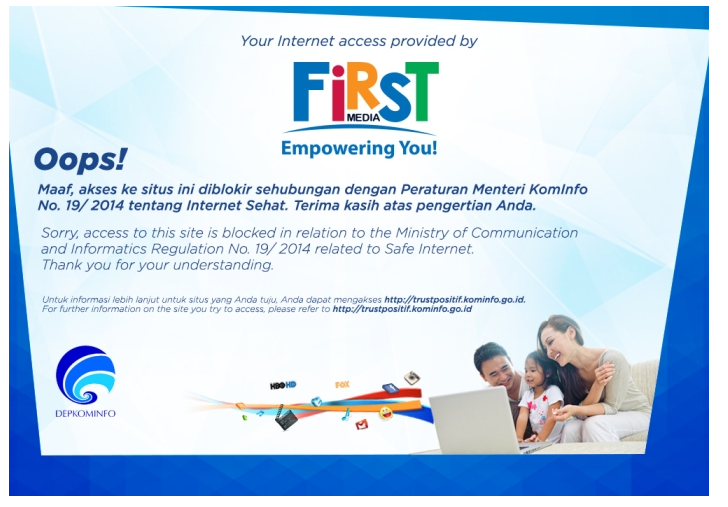 Your Internet access provided by
FiRST
MEDIA
Empowering You!
Oops!
Maaf, akses ke situs ini diblokir sehubungan dengan Peraturan Menteri KomInfo
No. 19/ 2014 tentang Internet Sehat. Terima kasih atas pengertian Anda.
Sorry, access to this site is blocked in relation to the Ministry of Communication
and Informatics Regulation No. 19/ 2014 related to Safe Internet.
Thank you for your understanding.
Untuk informasi lebih lanjut untuk situs yang Anda tuju, Anda dapat mengakses http://trustpositif.kominfo.go.id.
For further information on the site you try to access, please refer to http://trustpositif.kominfo.go.id
HBO HD
FOX
DEPKOMINFO